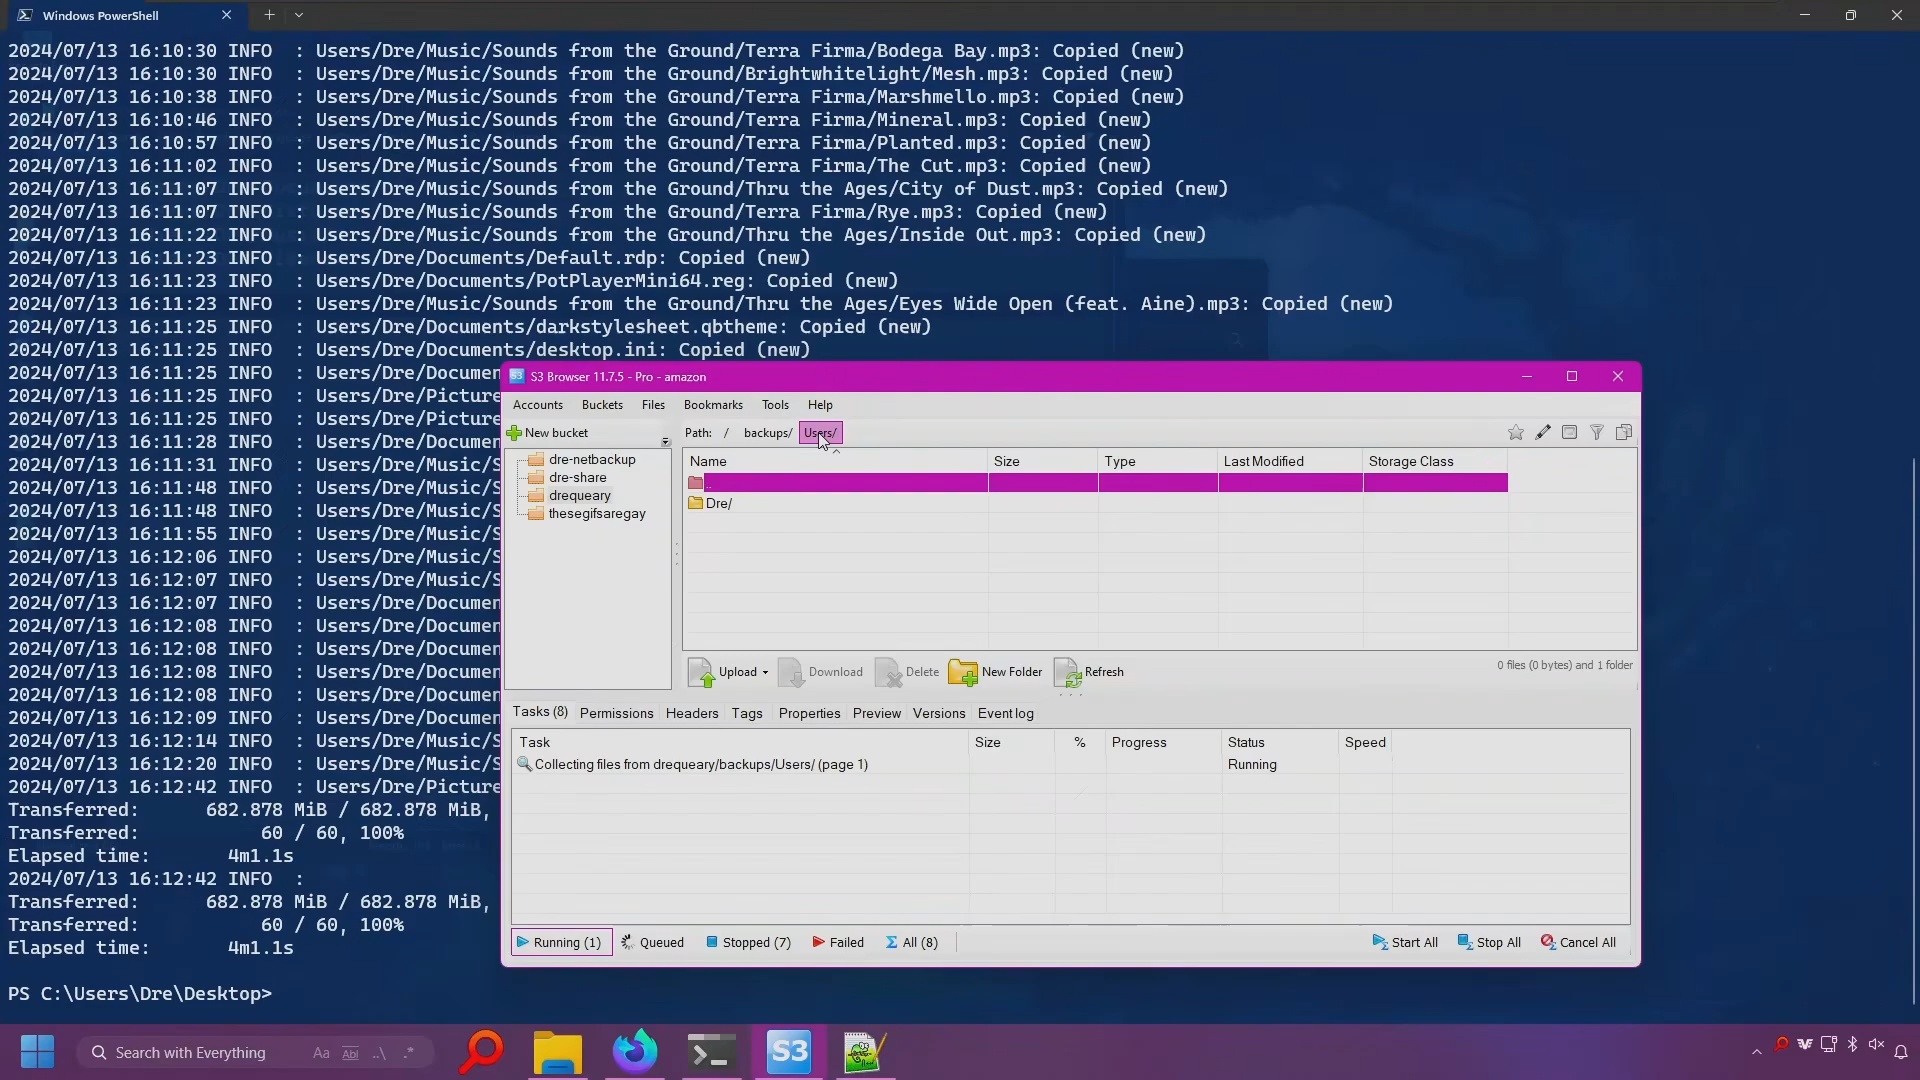 Windows PowerShell
2024/07/13 16:10:30 INFO  : Users/Dre/Music/Sounds from the Ground/Terra Firma/Bodega Bay.mp3: Copied (new)
2024/07/13 16:10:30 INFO  : Users/Dre/Music/Sounds from the Ground/Brightwhitelight/Mesh.mp3: Copied (new)
2024/07/13 16:10:38 INFO  : Users/Dre/Music/Sounds from the Ground/Terra Firma/Marshmello.mp3: Copied (new)
2024/07/13 16:10:46 INFO  : Users/Dre/Music/Sounds from the Ground/Terra Firma/Mineral.mp3: Copied (new)
2024/07/13 16:10:57 INFO  : Users/Dre/Music/Sounds from the Ground/Terra Firma/Planted.mp3: Copied (new)
2024/07/13 16:11:02 INFO  : Users/Dre/Music/Sounds from the Ground/Terra Firma/The Cut.mp3: Copied (new)
2024/07/13 16:11:07 INFO  : Users/Dre/Music/Sounds from the Ground/Thru the Ages/City of Dust.mp3: Copied (new)
2024/07/13 16:11:07 INFO  : Users/Dre/Music/Sounds from the Ground/Terra Firma/Rye.mp3: Copied (new)
2024/07/13 16:11:22 INFO  : Users/Dre/Music/Sounds from the Ground/Thru the Ages/Inside Out.mp3: Copied (new)
2024/07/13 16:11:23 INFO  : Users/Dre/Documents/Default.rdp: Copied (new)
2024/07/13 16:11:23 INFO  : Users/Dre/Documents/PotPlayerMini64.reg: Copied (new)
2024/07/13 16:11:23 INFO  : Users/Dre/Music/Sounds from the Ground/Thru the Ages/Eyes Wide Open (feat. Aine).mp3: Copied (new)
2024/07/13 16:11:25 INFO  : Users/Dre/Documents/darkstylesheet.qbtheme: Copied (new)
2024/07/13 16:11:25 INFO  : Users/Dre/Documents/desktop.ini: Copied (new)
2024/07/13 16:11:25 INFO  : Users/Dre/Documen
2024/07/13 16:11:25 INFO  : Users/Dre/Picture
2024/07/13 16:11:25 INFO  : Users/Dre/Picture
2024/07/13 16:11:28 INFO  : Users/Dre/Documen
2024/07/13 16:11:31 INFO  : Users/Dre/Music/S
2024/07/13 16:11:48 INFO  : Users/Dre/Music/S
2024/07/13 16:11:48 INFO  : Users/Dre/Music/S
2024/07/13 16:11:55 INFO  : Users/Dre/Music/S
2024/07/13 16:12:06 INFO  : Users/Dre/Music/S
2024/07/13 16:12:07 INFO  : Users/Dre/Music/S
2024/07/13 16:12:07 INFO  : Users/Dre/Documen
2024/07/13 16:12:08 INFO  : Users/Dre/Documen
2024/07/13 16:12:08 INFO  : Users/Dre/Documen
2024/07/13 16:12:08 INFO  : Users/Dre/Documen
2024/07/13 16:12:08 INFO  : Users/Dre/Documen
2024/07/13 16:12:09 INFO  : Users/Dre/Documen
2024/07/13 16:12:14 INFO  : Users/Dre/Music/S
2024/07/13 16:12:20 INFO  : Users/Dre/Music/S
2024/07/13 16:12:42 INFO  : Users/Dre/Picture
Transferred:      682.878 MiB / 682.878 MiB,
Transferred:           60 / 60, 100%
Elapsed time:       4m1.1s
2024/07/13 16:12:42 INFO  :
Transferred:      682.878 MiB / 682.878 MiB,
Transferred:           60 / 60, 100%
Elapsed time:       4m1.1s
PS C:\Users\Dre\Desktop>
S3 Browser 11.7.5 - Pro - amazon
Accounts Buckets Files Bookmarks Tools Help
New bucket
Path: / backups/ Users/
dre-netbackup
dre-share
drequeary
thesegifsaregay
Name Size Type Last Modified Storage Class
..
Dre/
Upload Download Delete New Folder Refresh
0 files (0 bytes) and 1 folder
Tasks (8) Permissions Headers Tags Properties Preview Versions Event log
Task Size % Progress Status Speed
Collecting files from drequeary/backups/Users/ (page 1) Running
Running (1) Queued Stopped (7) Failed All (8) Start All Stop All Cancel All
Search with Everything Aa Ab| ..\ .*
S3